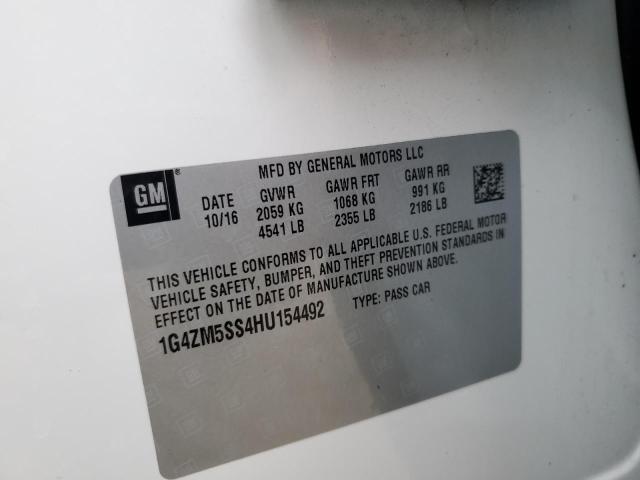 GM ®
MFD BY GENERAL MOTORS LLC
DATE GVWR GAWR FRT GAWR RR
10/16 2059 KG 1068 KG 991 KG
4541 LB 2355 LB 2186 LB
THIS VEHICLE CONFORMS TO ALL APPLICABLE U.S. FEDERAL MOTOR
VEHICLE SAFETY, BUMPER, AND THEFT PREVENTION STANDARDS IN
EFFECT ON THE DATE OF MANUFACTURE SHOWN ABOVE.
1G4ZM5SS4HU154492 TYPE: PASS CAR